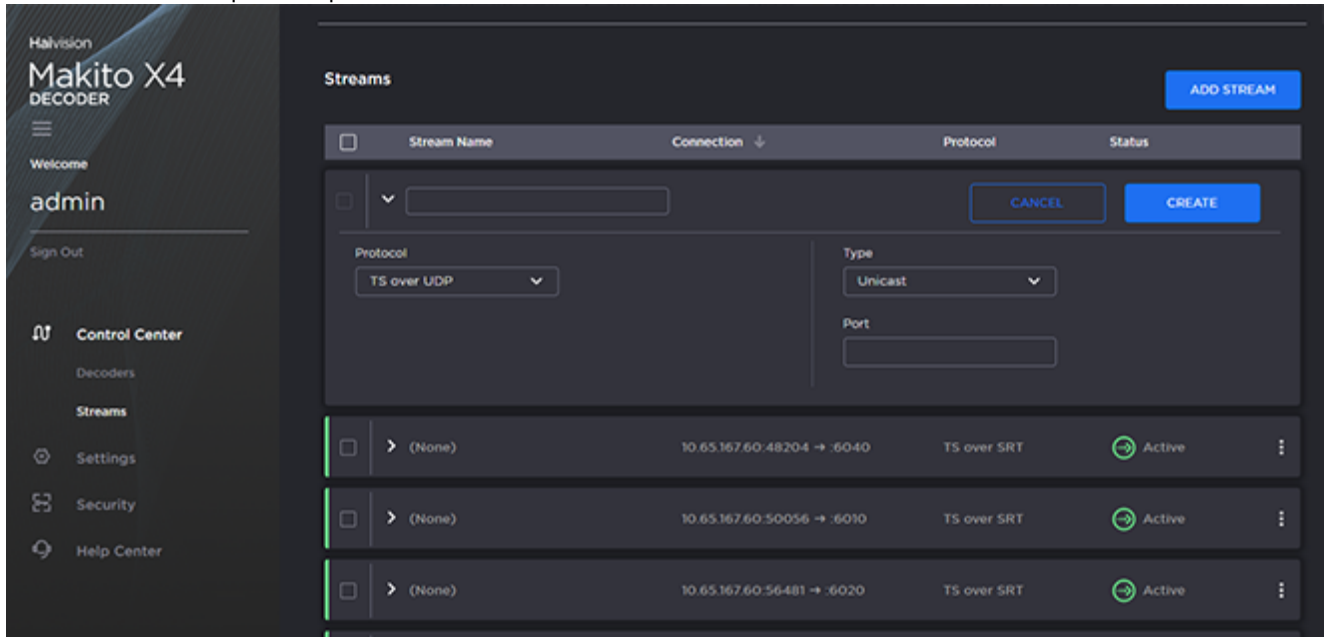 Haivision
Makito X4
DECODER
Welcome
admin
Sign Out
Control Center
Decoders
Streams
Settings
Security
Help Center
Streams
ADD STREAM
Stream Name Connection Protocol Status
CANCEL CREATE
Protocol Type
TS over UDP Unicast
Port
(None) 10.65.167.60:48204 → :6040 TS over SRT Active
(None) 10.65.167.60:50056 → :6010 TS over SRT Active
(None) 10.65.167.60:56481 → :6020 TS over SRT Active